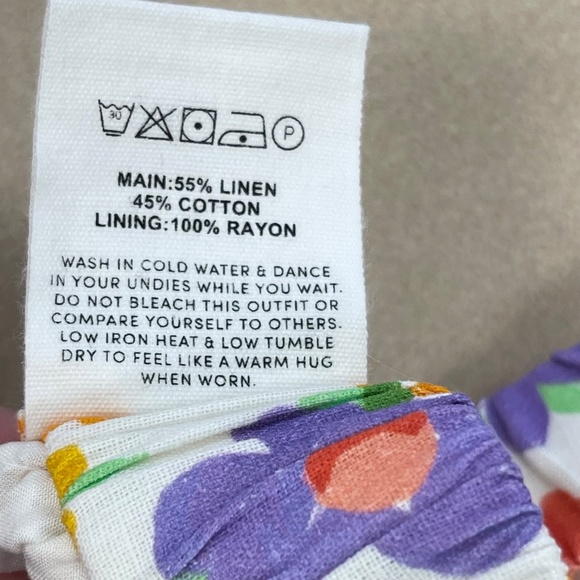 30 P
MAIN:55% LINEN
45% COTTON
LINING:100% RAYON
WASH IN COLD WATER & DANCE
IN YOUR UNDIES WHILE YOU WAIT.
DO NOT BLEACH THIS OUTFIT OR
COMPARE YOURSELF TO OTHERS.
LOW IRON HEAT & LOW TUMBLE
DRY TO FEEL LIKE A WARM HUG
WHEN WORN.